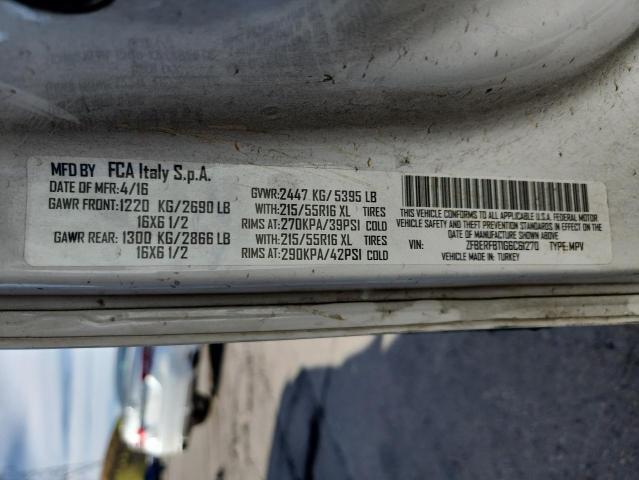 MFD BY FCA Italy S.p.A.
DATE OF MFR: 4/16
GAWR FRONT: 1220 KG/2690 LB
16X6 1/2
GAWR REAR: 1300 KG/2866 LB
16X6 1/2
GVWR: 2447 KG/ 5395 LB
WITH: 215/55R16 XL TIRES
RIMS AT: 270KPA/39PSI COLD
WITH: 215/55R16 XL TIRES
RIMS AT: 290KPA/42PSI COLD
THIS VEHICLE CONFORMS TO ALL APPLICABLE U.S.A. FEDERAL MOTOR
VEHICLE SAFETY AND THEFT PREVENTION STANDARDS IN EFFECT ON THE
DATE OF MANUFACTURE SHOWN ABOVE
VIN: TYPE: MPV
VEHICLE MADE IN: TURKEY